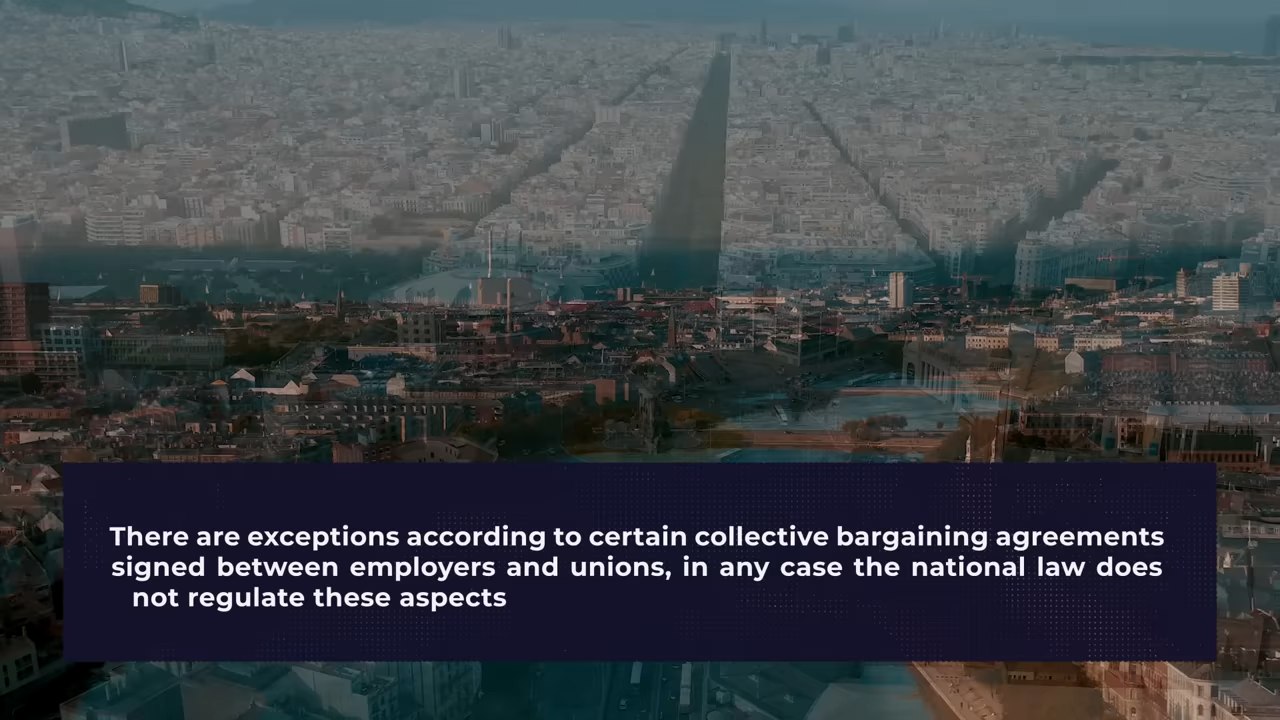 There are exceptions according to certain collective bargaining agreements
signed between employers and unions, in any case the national law does
not regulate these aspects